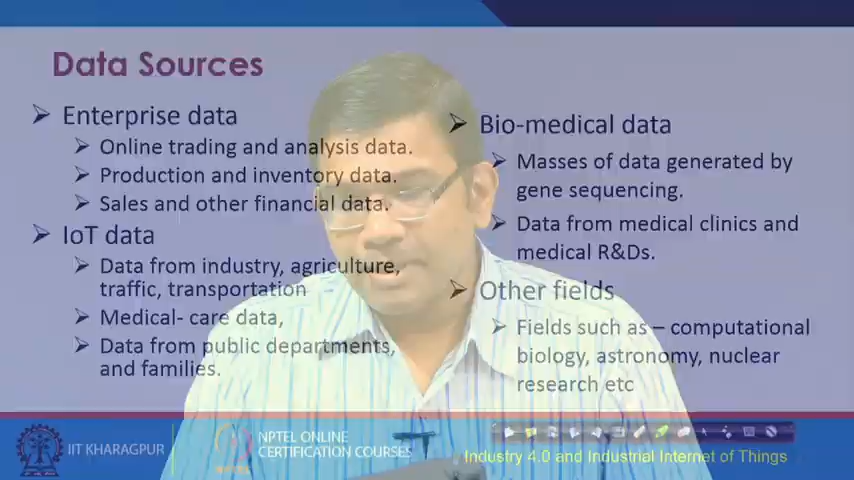 Data Sources
Enterprise data
Online trading and analysis data.
Production and inventory data.
Sales and other financial data.
IoT data
Data from industry, agriculture,
traffic, transportation
Medical- care data,
Data from public departments,
and families.
Bio-medical data
Masses of data generated by
gene sequencing.
Data from medical clinics and
medical R&Ds.
Other fields
Fields such as – computational
biology, astronomy, nuclear
research etc
IIT KHARAGPUR
NPTEL ONLINE
CERTIFICATION COURSES
Industry 4.0 and Industrial Internet of Things